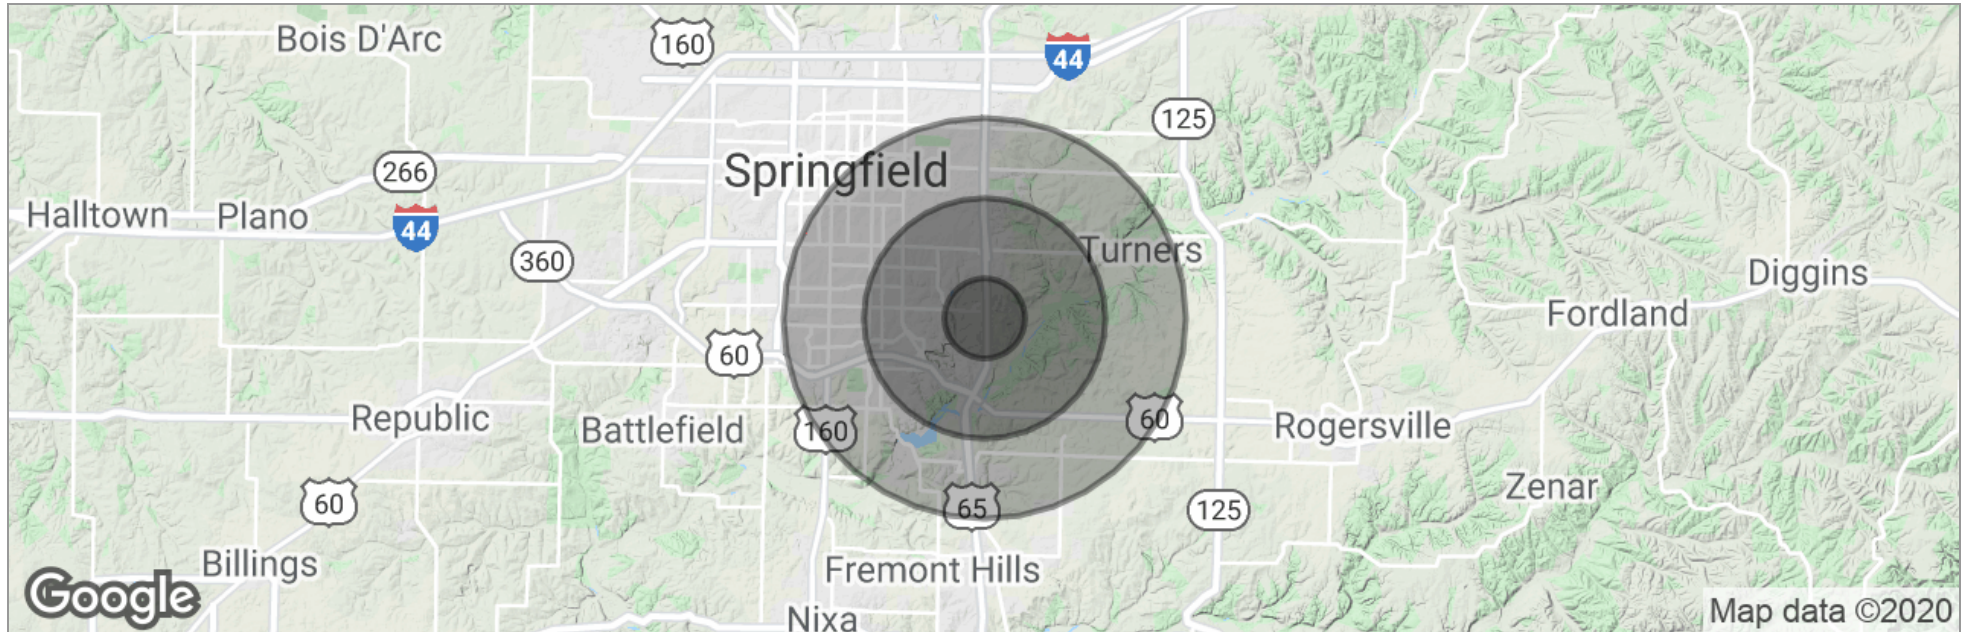 Bois D'Arc
160
44
125
266
Springfield
Halltown
Plano
44
360
Turners
Diggins
Fordland
60
Republic
Battlefield
160
60
Rogersville
60
65
125
Zenar
Billings
Fremont Hills
Google
Nixa
Map data ©2020